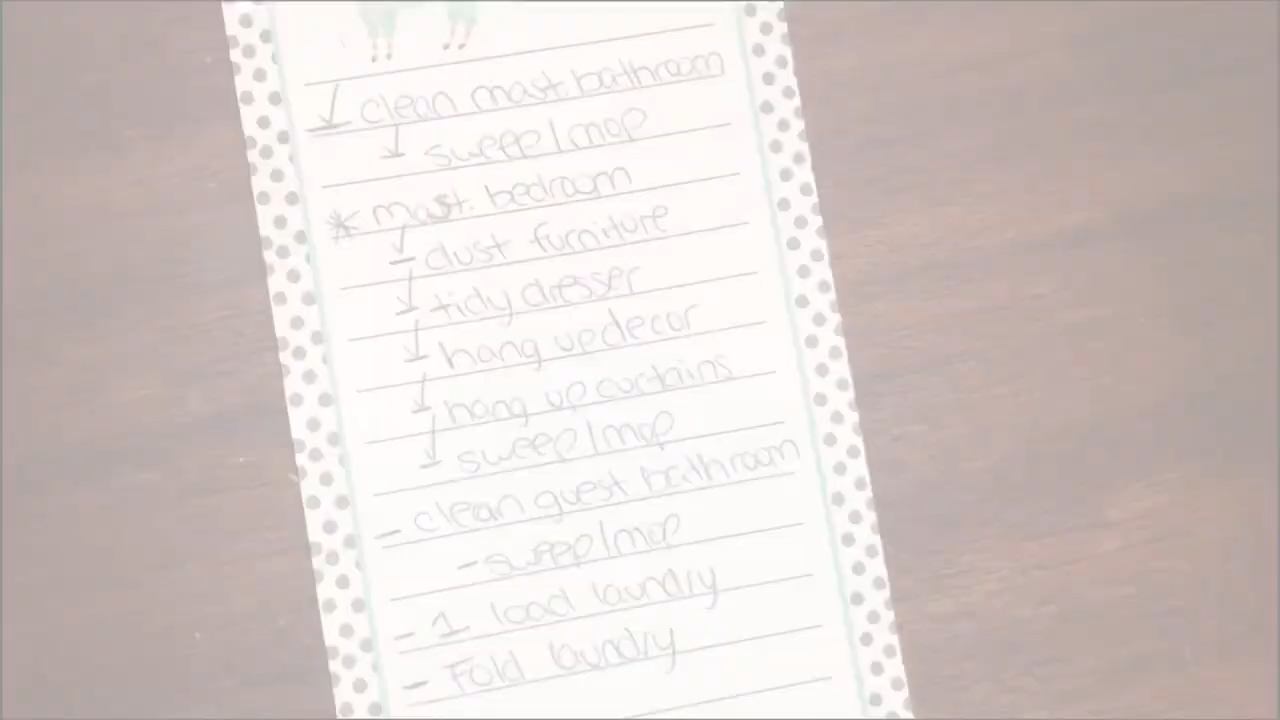 clean mast. bathroom
sweep/mop
* mast. bedroom
dust furniture
tidy dresser
hang up decor
hang up curtains
sweep/mop
- clean guest bathroom
- sweep/mop
- 1 load laundry
- Fold laundry